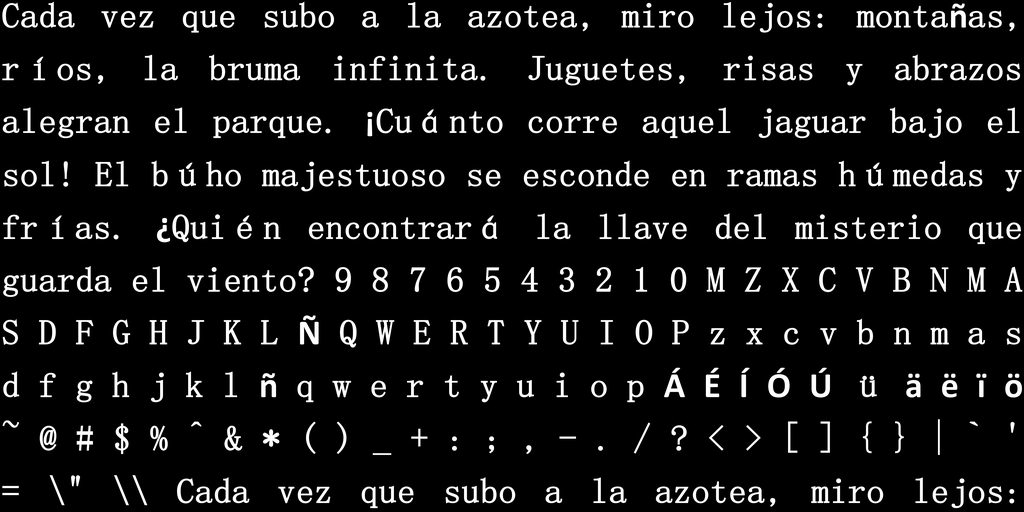 Cada vez que subo a la azotea, miro lejos: montañas,
ríos, la bruma infinita. Juguetes, risas y abrazos
alegran el parque. ¡Cuánto corre aquel jaguar bajo el
sol! El búho majestuoso se esconde en ramas húmedas y
frías. ¿Quién encontrará la llave del misterio que
guarda el viento? 9 8 7 6 5 4 3 2 1 0 M Z X C V B N M A
S D F G H J K L Ñ Q W E R T Y U I O P z x c v b n m a s
d f g h j k l ñ q w e r t y u i o p Á É Í Ó Ú ü ä ë ï ö
~ @ # $ % ^ & * ( ) _ + : ; , - . / ? < > [ ] { } | ` '
= \" \\ Cada vez que subo a la azotea, miro lejos: